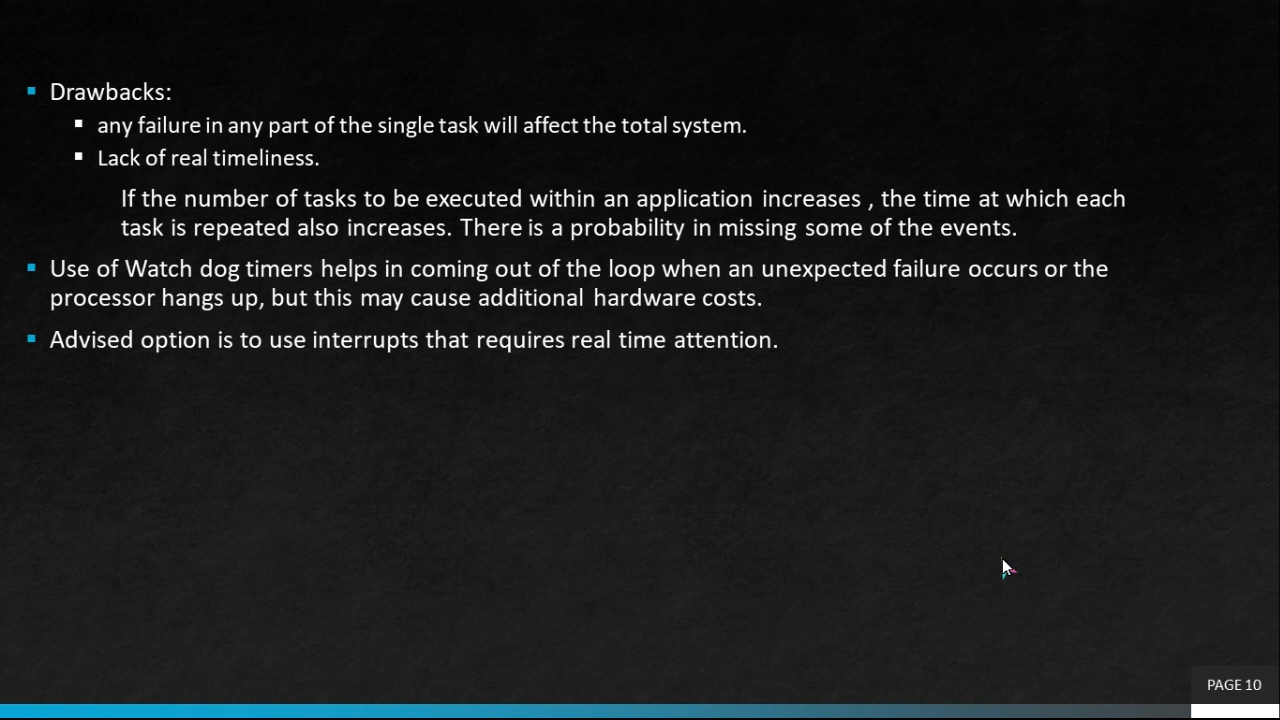 Drawbacks:
any failure in any part of the single task will affect the total system.
Lack of real timeliness.
If the number of tasks to be executed within an application increases , the time at which each
task is repeated also increases. There is a probability in missing some of the events.
Use of Watch dog timers helps in coming out of the loop when an unexpected failure occurs or the
processor hangs up, but this may cause additional hardware costs.
Advised option is to use interrupts that requires real time attention.
PAGE 10